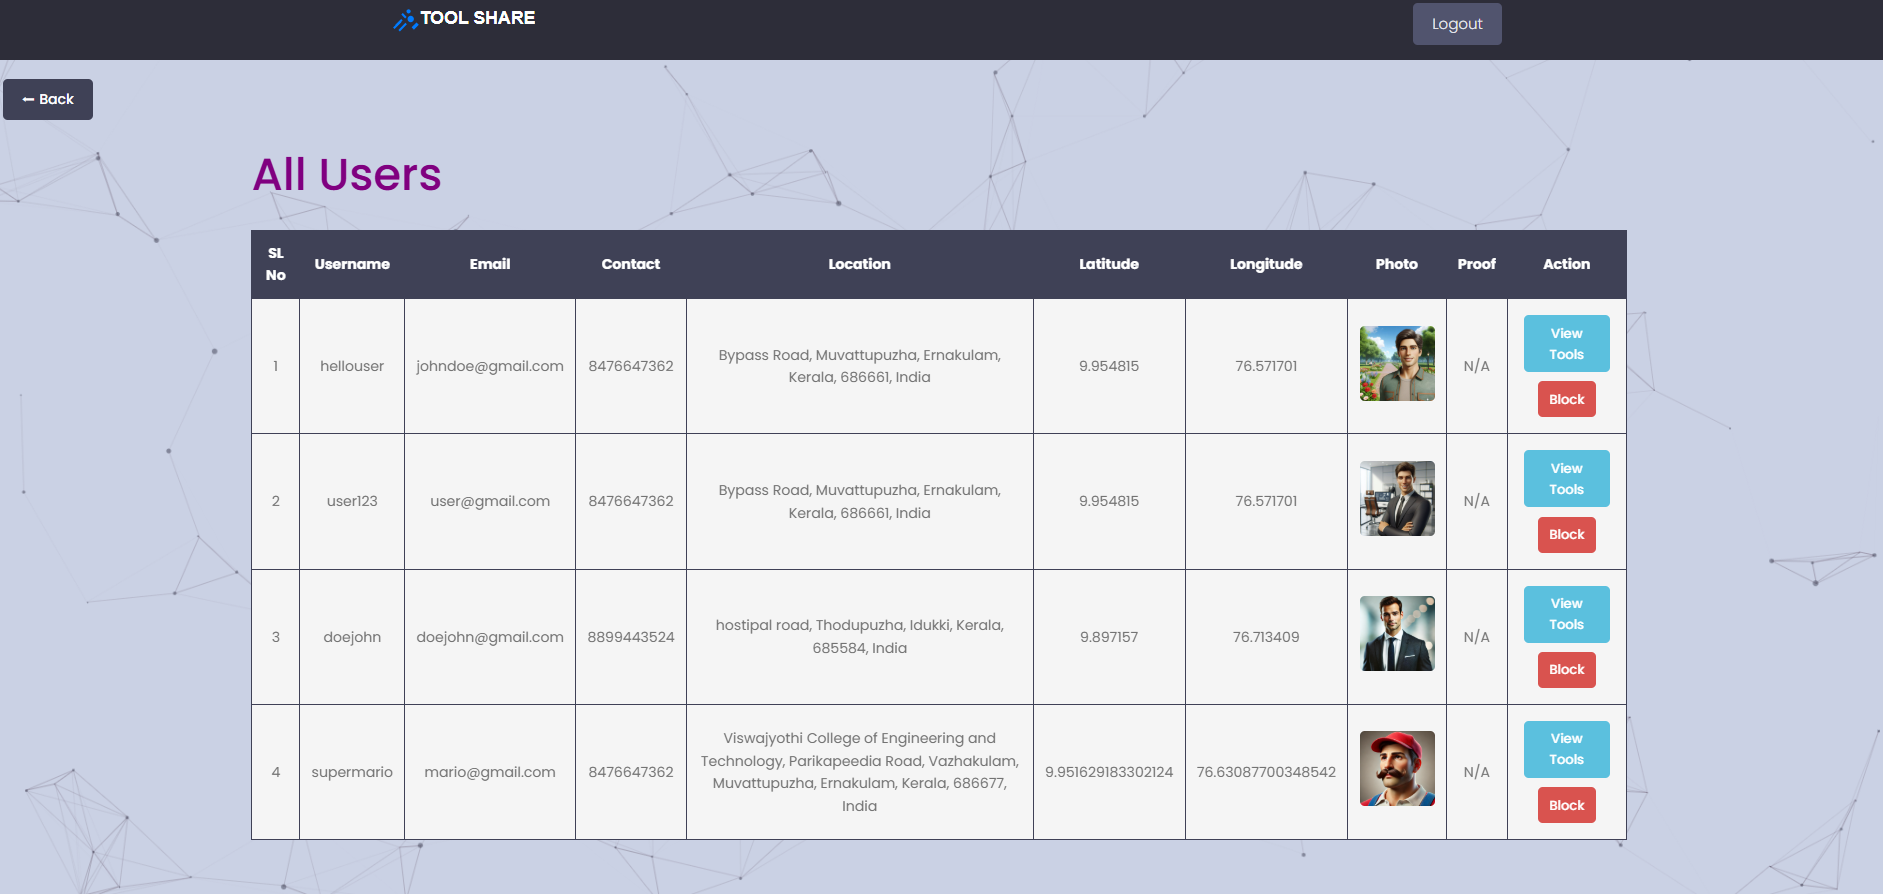 TOOL SHARE
Logout
Back
All Users
SL No Username Email Contact Location Latitude Longitude Photo Proof Action
1 hellouser johndoe@gmail.com 8476647362 Bypass Road, Muvattupuzha, Ernakulam, Kerala, 686661, India 9.954815 76.571701 N/A View Tools Block
2 user123 user@gmail.com 8476647362 Bypass Road, Muvattupuzha, Ernakulam, Kerala, 686661, India 9.954815 76.571701 N/A View Tools Block
3 doejohn doejohn@gmail.com 8899443524 hostipal road, Thodupuzha, Idukki, Kerala, 685584, India 9.897157 76.713409 N/A View Tools Block
4 supermario mario@gmail.com 8476647362 Viswajyothi College of Engineering and Technology, Parikapeedia Road, Vazhakulam, Muvattupuzha, Ernakulam, Kerala, 686677, India 9.951629183302124 76.63087700348542 N/A View Tools Block